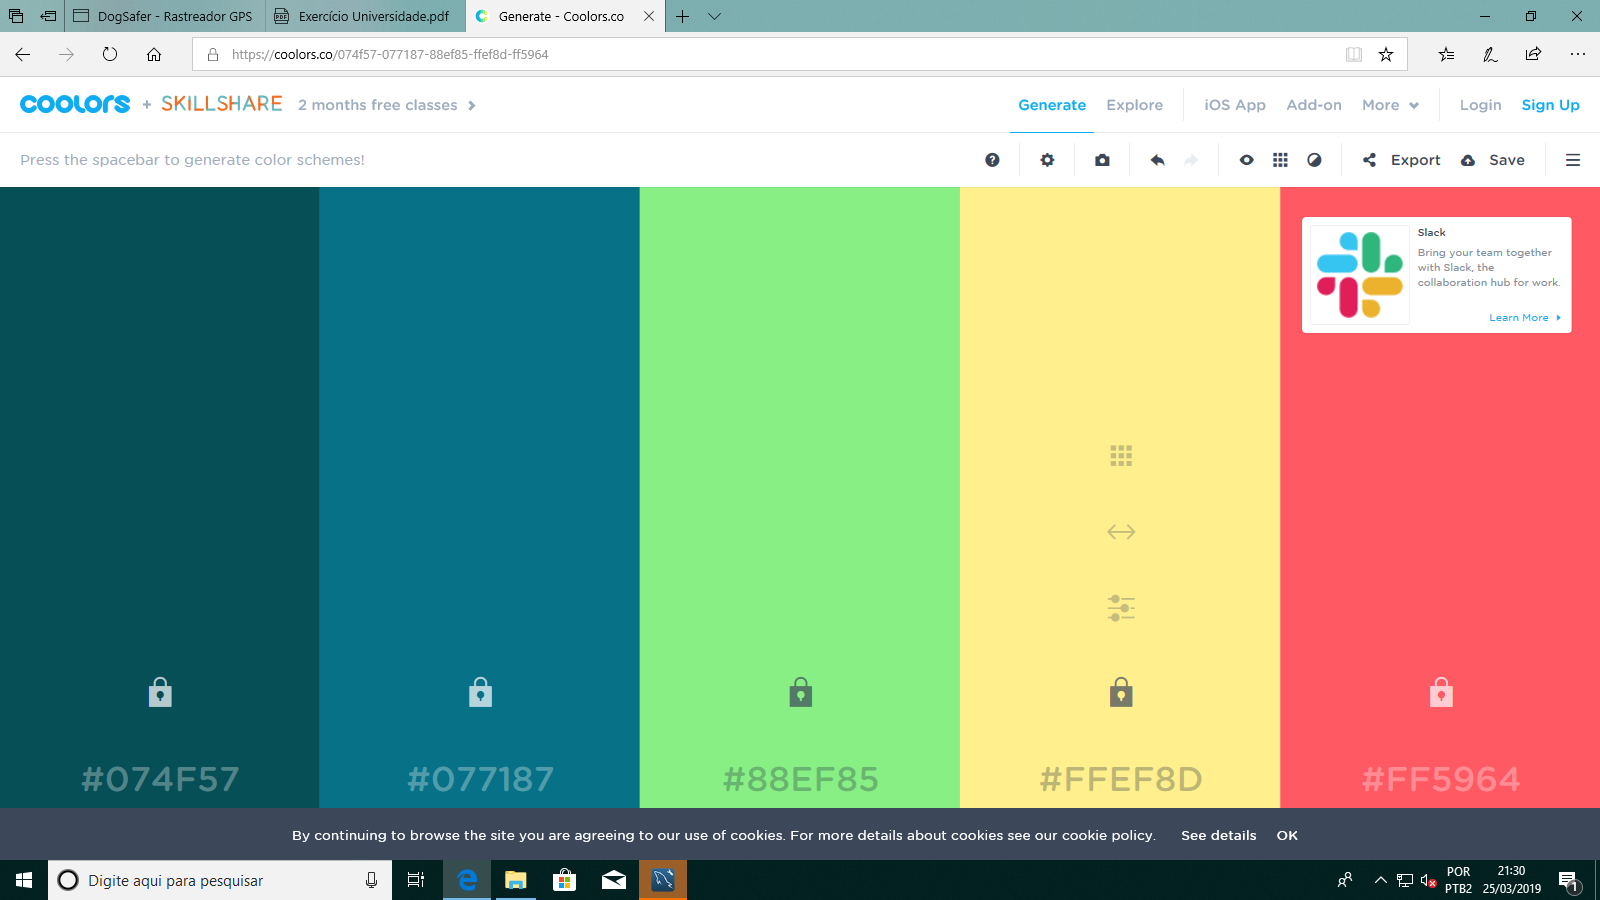 DogSafer - Rastreador GPS
Exercício Universidade.pdf
Generate - Coolors.co
https://coolors.co/074f57-077187-88ef85-ffef8d-ff5964
coolors + SKILLSHARE 2 months free classes
Generate Explore iOS App Add-on More Login Sign Up
Press the spacebar to generate color schemes!
Export Save
Slack
Bring your team together
with Slack, the
collaboration hub for work.
Learn More
#074F57
#077187
#88EF85
#FFEF8D
#FF5964
By continuing to browse the site you are agreeing to our use of cookies. For more details about cookies see our cookie policy. See details OK
Digite aqui para pesquisar
POR
PTB2
21:30
25/03/2019
1